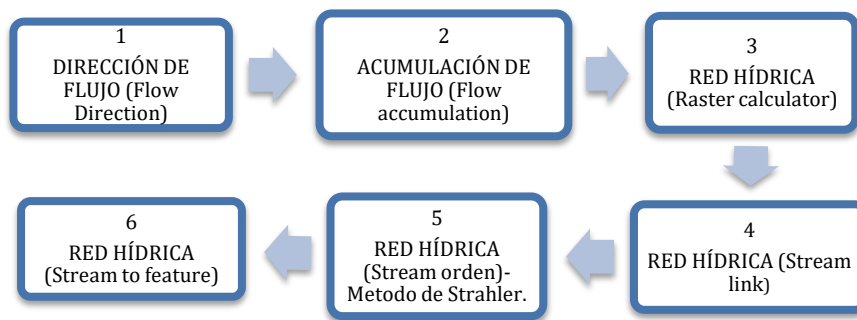 1
DIRECCIÓN DE
FLUJO (Flow
Direction)
2
ACUMULACIÓN DE
FLUJO (Flow
accumulation)
3
RED HÍDRICA
(Raster calculator)
4
RED HÍDRICA (Stream
link)
5
RED HÍDRICA
(Stream orden)-
Metodo de Strahler.
6
RED HÍDRICA
(Stream to feature)